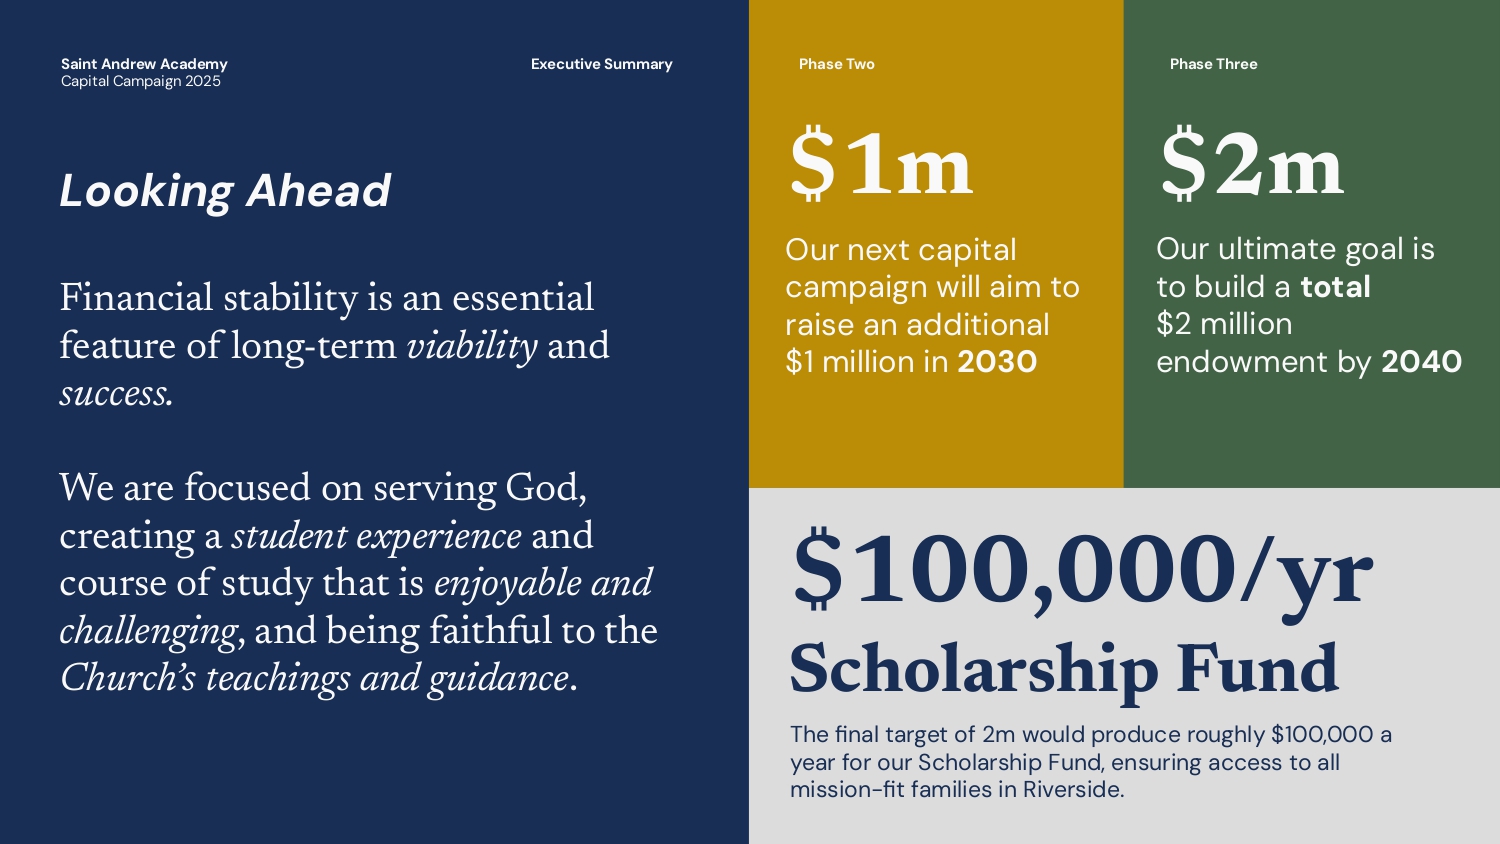 Saint Andrew Academy
Capital Campaign 2025
Executive Summary
Looking Ahead
Financial stability is an essential
feature of long-term viability and
success.
We are focused on serving God,
creating a student experience and
course of study that is enjoyable and
challenging, and being faithful to the
Church’s teachings and guidance.
Phase Two
$1m
Our next capital
campaign will aim to
raise an additional
$1 million in 2030
Phase Three
$2m
Our ultimate goal is
to build a total
$2 million
endowment by 2040
$100,000/yr
Scholarship Fund
The final target of 2m would produce roughly $100,000 a
year for our Scholarship Fund, ensuring access to all
mission-fit families in Riverside.